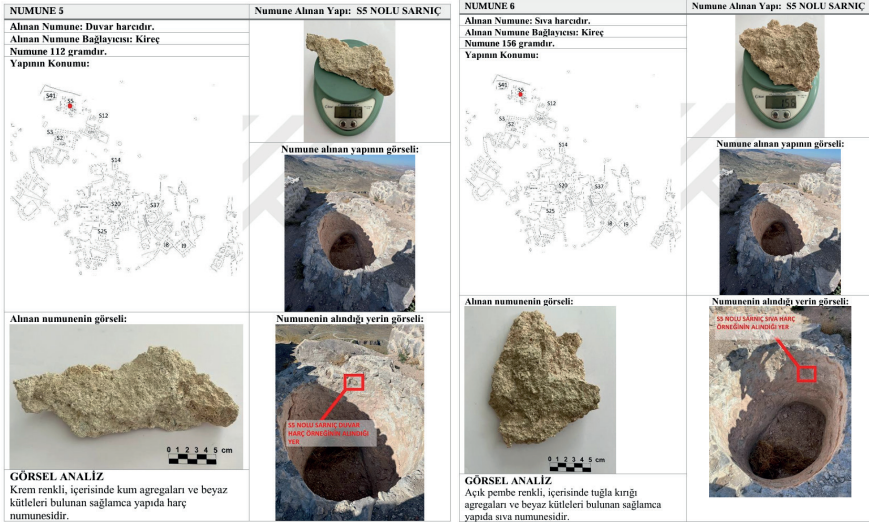 NUMUNE 5
Numune Alınan Yapı: S5 NOLU SARNIÇ
Alınan Numune: Duvar harcıdır.
Alınan Numune Bağlayıcısı: Kireç
Numune 112 gramdır.
Yapının Konumu:
S41
S5
S12
S3
S2
S14
S20
S37
S25
I8
I9
Numune alınan yapının görseli:
Alınan numunenin görseli:
0 1 2 3 4 5 cm
Numunenin alındığı yerin görseli:
S5 NOLU SARNIÇ DUVAR
HARÇ ÖRNEĞİNİN ALINDIĞI
YER
GÖRSEL ANALİZ
Krem renkli, içerisinde kum agregaları ve beyaz
kütleleri bulunan sağlamca yapıda harç
numunesidir.
NUMUNE 6
Numune Alınan Yapı: S5 NOLU SARNIÇ
Alınan Numune: Sıva harcıdır.
Alınan Numune Bağlayıcısı: Kireç
Numune 156 gramdır.
Yapının Konumu:
S41
S5
S12
S3
S2
S14
S20
S37
S25
I8
I9
156
Numune alınan yapının görseli:
Alınan numunenin görseli:
0 1 2 3 4 5 cm
Numunenin alındığı yerin görseli:
S5 NOLU SARNIÇ SIVA HARÇ
ÖRNEĞİNİN ALINDIĞI YER
GÖRSEL ANALİZ
Açık pembe renkli, içerisinde tuğla kırığı
agregaları ve beyaz kütleleri bulunan sağlamca
yapıda sıva numunesidir.